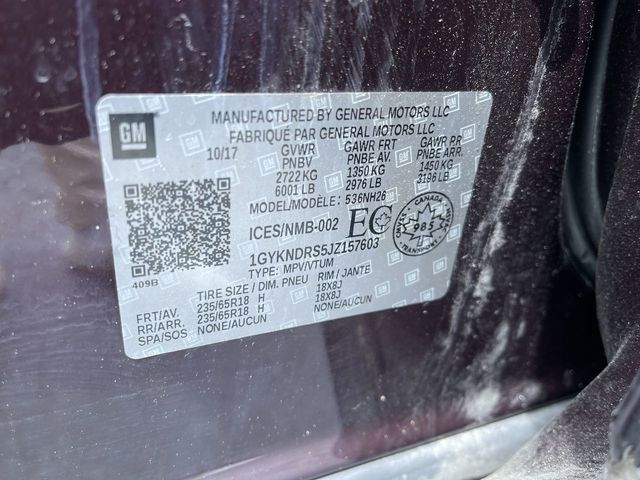 GM
MANUFACTURED BY GENERAL MOTORS LLC
FABRIQUÉ PAR GENERAL MOTORS LLC
10/17 GVWR GAWR FRT GAWR RR
PNBV PNBE AV. PNBE ARR.
2722 KG 1350 KG 1450 KG
6001 LB 2976 LB 3196 LB
MODEL/MODÈLE: 536NH26
ICES/NMB-002 EC CANADA 985 TRANSPORT
1GYKNDRS5JZ157603
TYPE: MPV/VTUM
409B
TIRE SIZE / DIM. PNEU RIM / JANTE
FRT/AV. 235/65R18 H 18X8J
RR/ARR. 235/65R18 H 18X8J
SPA/SOS NONE/AUCUN NONE/AUCUN